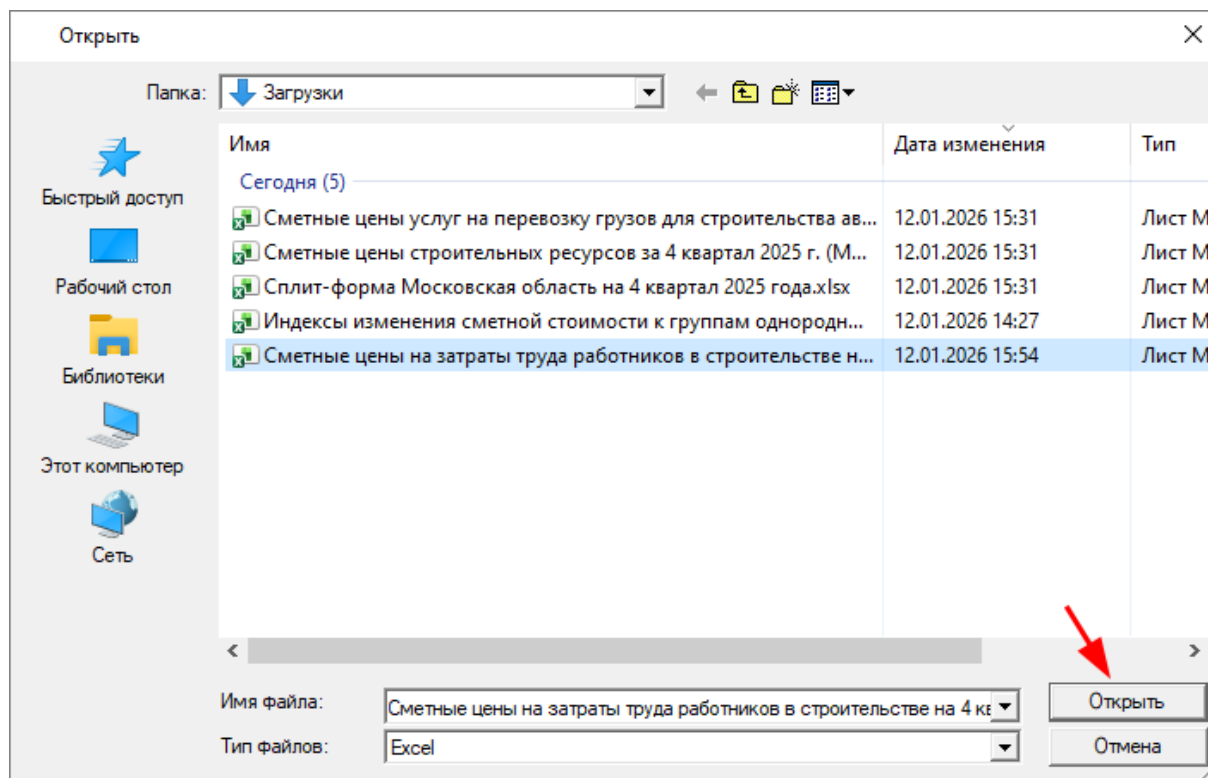 Открыть
Папка: Загрузки
Имя Дата изменения Тип
Сегодня (5)
Сметные цены услуг на перевозку грузов для строительства ав... 12.01.2026 15:31 Лист М
Сметные цены строительных ресурсов за 4 квартал 2025 г. (М... 12.01.2026 15:31 Лист М
Сплит-форма Московская область на 4 квартал 2025 года.xlsx 12.01.2026 15:31 Лист М
Индексы изменения сметной стоимости к группам однородн... 12.01.2026 14:27 Лист М
Сметные цены на затраты труда работников в строительстве н... 12.01.2026 15:54 Лист М
Быстрый доступ
Рабочий стол
Библиотеки
Этот компьютер
Сеть
Имя файла: Сметные цены на затраты труда работников в строительстве на 4 кв Открыть
Тип файлов: Excel Отмена